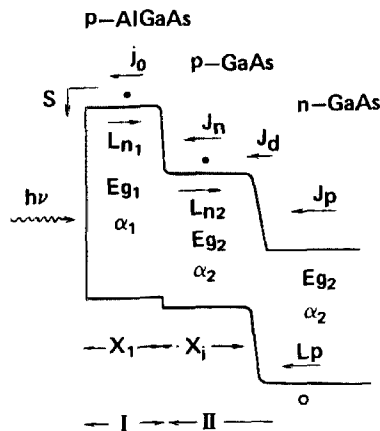 p-AlGaAs
p-GaAs
n-GaAs
jo
S
Jn
Jd
Ln1
Jp
Eg1
Ln2
hν
Eg2
α1
α2
Eg2
α2
X1
Xj
Lp
I
II